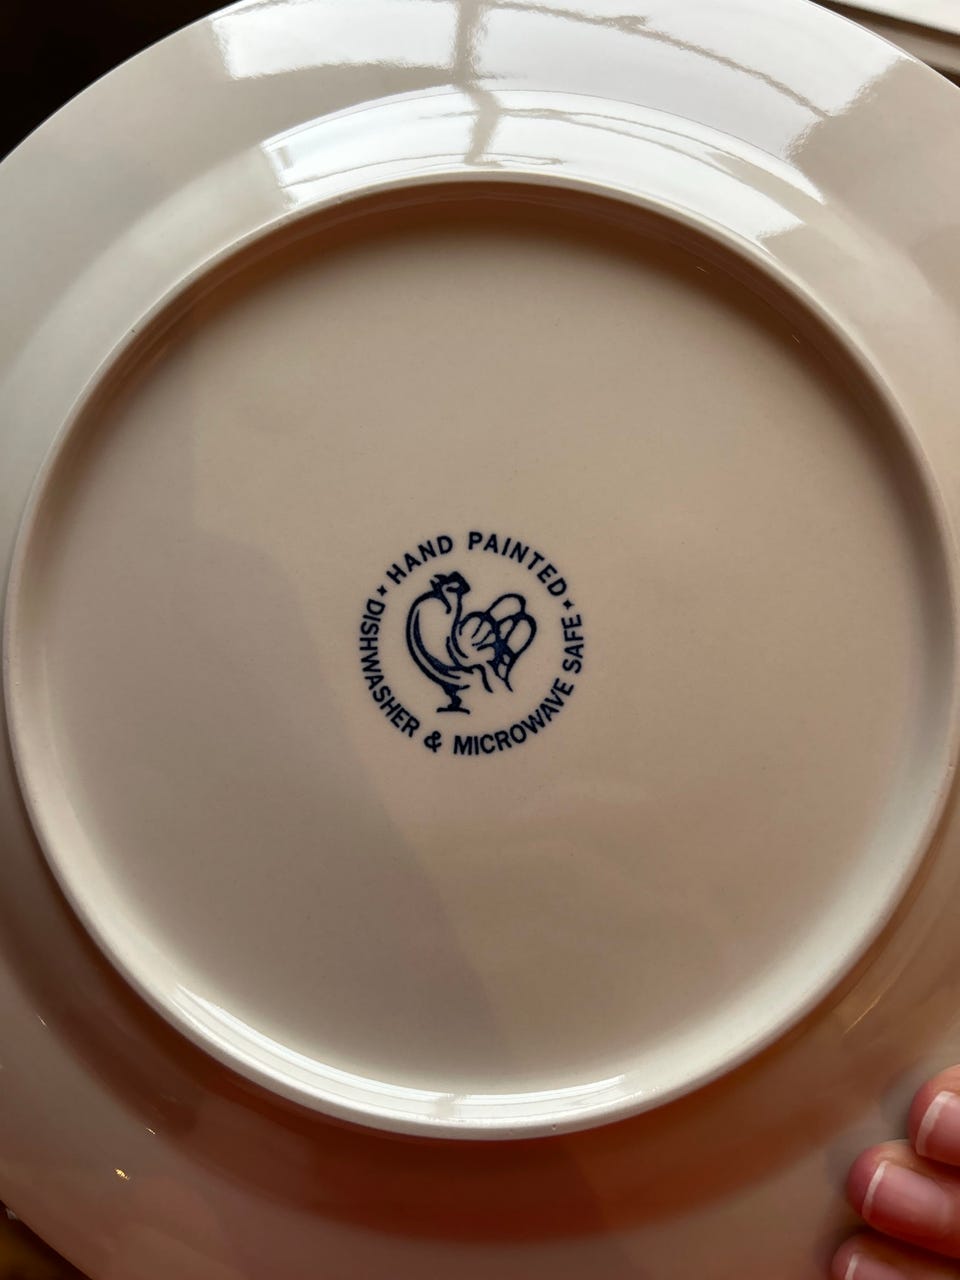 ★ HAND PAINTED ★
DISHWASHER & MICROWAVE SAFE